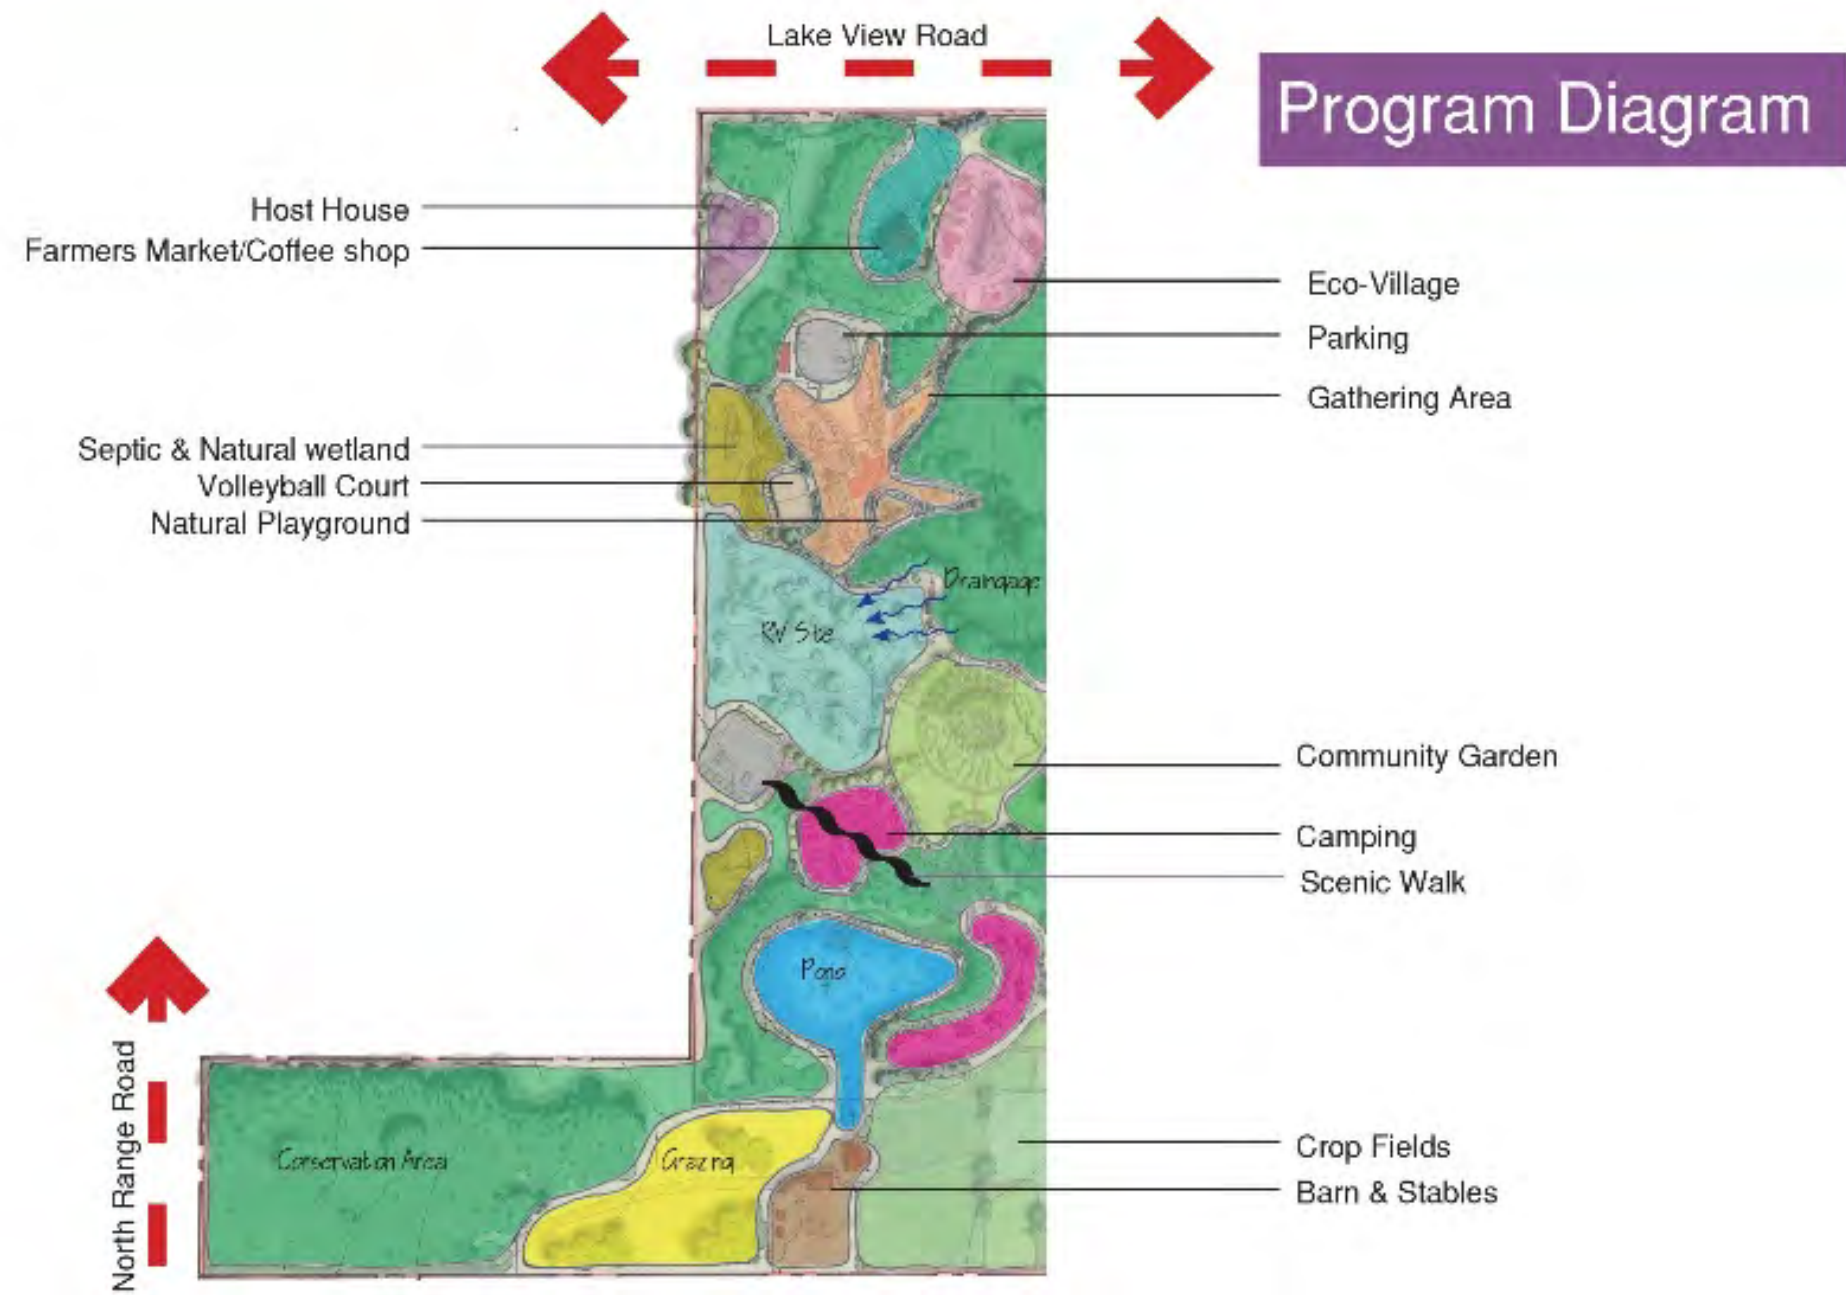 Lake View Road
Program Diagram
Host House
Farmers Market/Coffee shop
Eco-Village
Parking
Gathering Area
Septic & Natural wetland
Volleyball Court
Natural Playground
Draingage
RV Site
Community Garden
Camping
Scenic Walk
Pond
North Range Road
Conservation Area
Grazing
Crop Fields
Barn & Stables